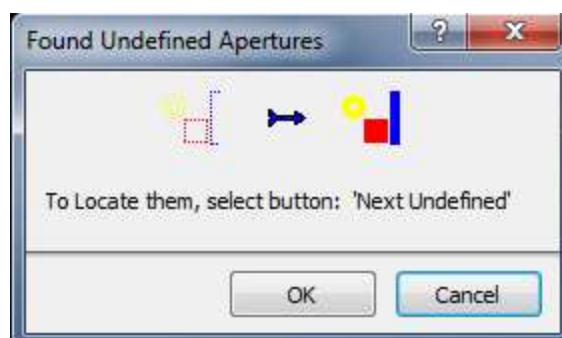 Found Undefined Apertures
?
To Locate them, select button: 'Next Undefined'
OK
Cancel